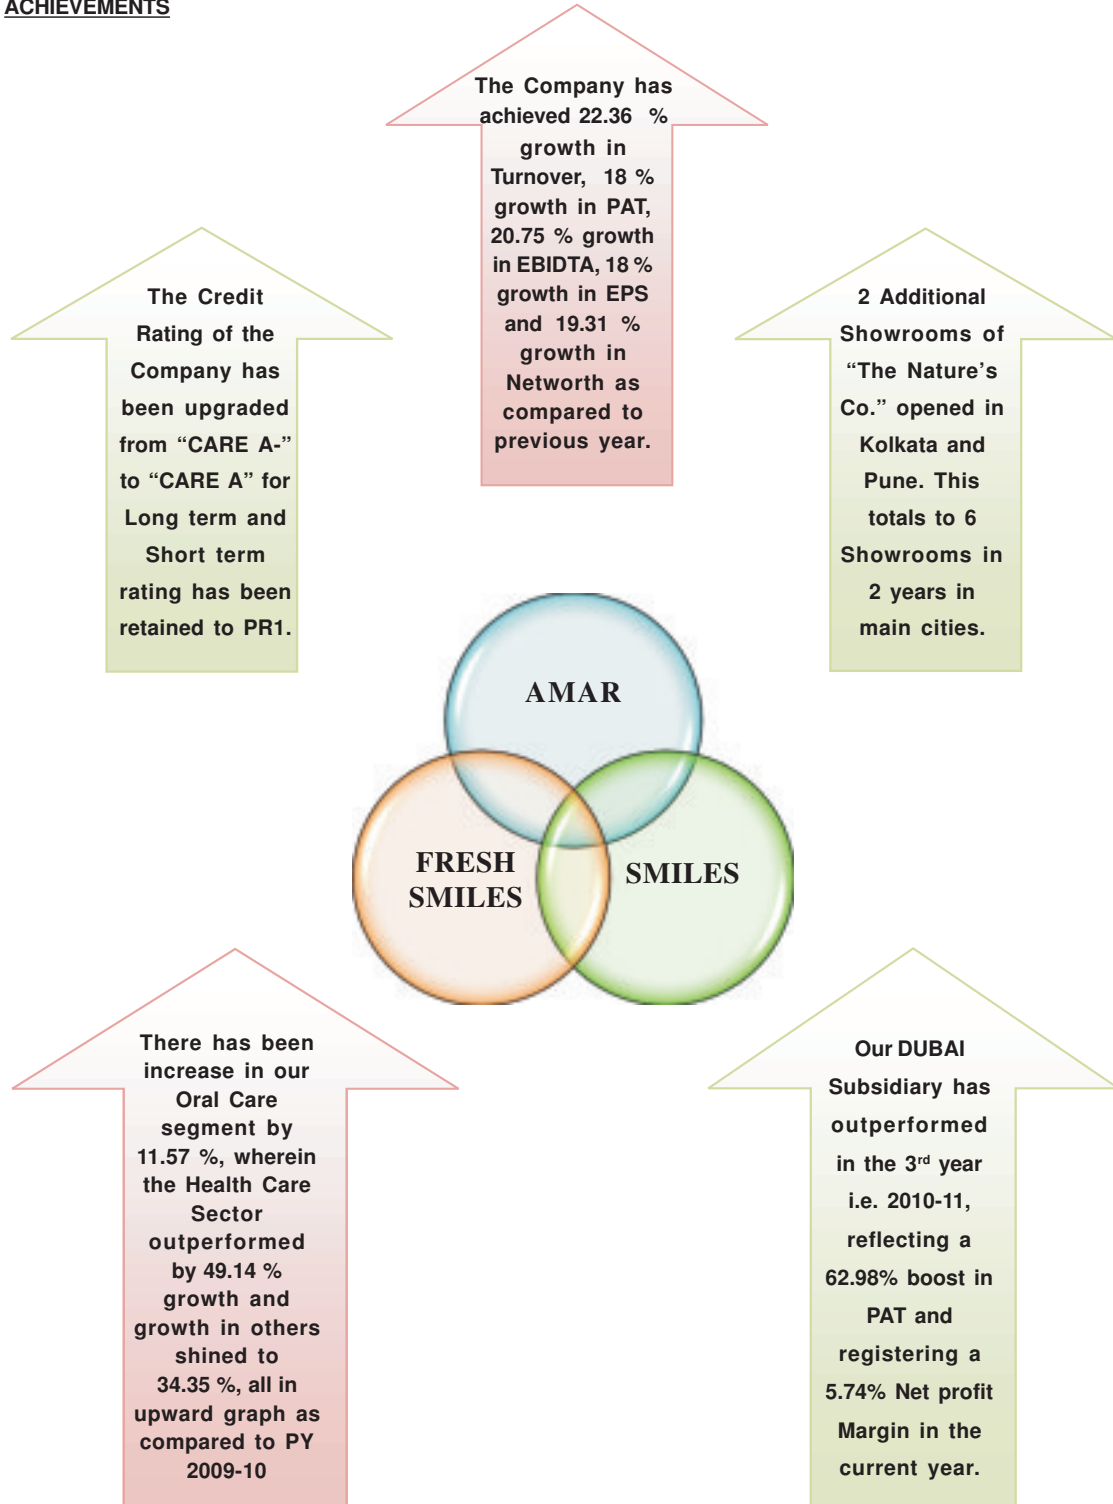 ACHIEVEMENTS
The Company has
achieved 22.36 %
growth in
Turnover, 18 %
growth in PAT,
20.75 % growth
in EBIDTA, 18 %
growth in EPS
and 19.31 %
growth in
Networth as
compared to
previous year.
The Credit
Rating of the
Company has
been upgraded
from “CARE A-”
to “CARE A” for
Long term and
Short term
rating has been
retained to PR1.
2 Additional
Showrooms of
“The Nature’s
Co.” opened in
Kolkata and
Pune. This
totals to 6
Showrooms in
2 years in
main cities.
AMAR
FRESH
SMILES
SMILES
There has been
increase in our
Oral Care
segment by
11.57 %, wherein
the Health Care
Sector
outperformed
by 49.14 %
growth and
growth in others
shined to
34.35 %, all in
upward graph as
compared to PY
2009-10
Our DUBAI
Subsidiary has
outperformed
in the 3rd year
i.e. 2010-11,
reflecting a
62.98% boost in
PAT and
registering a
5.74% Net profit
Margin in the
current year.